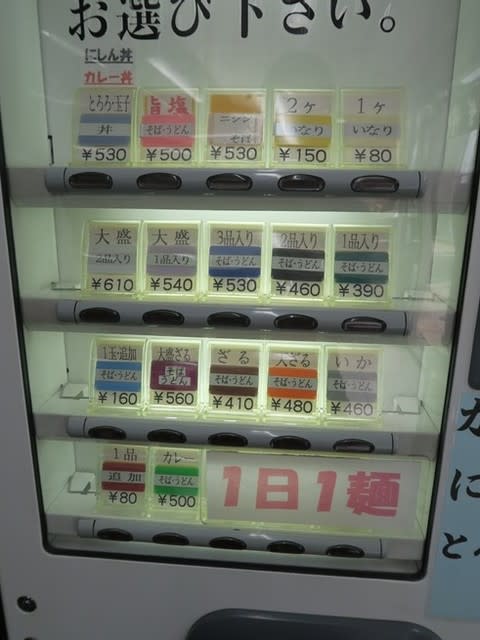 お選び下さい。
にしん丼
カレー丼
とろろ・玉子
丼
¥530
旨塩
そば・うどん
¥500
ニシン
そば
¥530
2ヶ
いなり
¥150
1ヶ
いなり
¥80
大盛
2品入り
¥610
大盛
1品入り
¥540
3品入り
そば・うどん
¥530
2品入り
そば・うどん
¥460
1品入り
そば・うどん
¥390
1玉・追加
そば・うどん
¥160
大盛ざる
そば
うどん
¥560
ざる
そば・うどん
¥410
大ざる
そば・うどん
¥480
いか
そば・うどん
¥460
1品
追加
¥80
カレー
そば・うどん
¥500
1日1麺
に